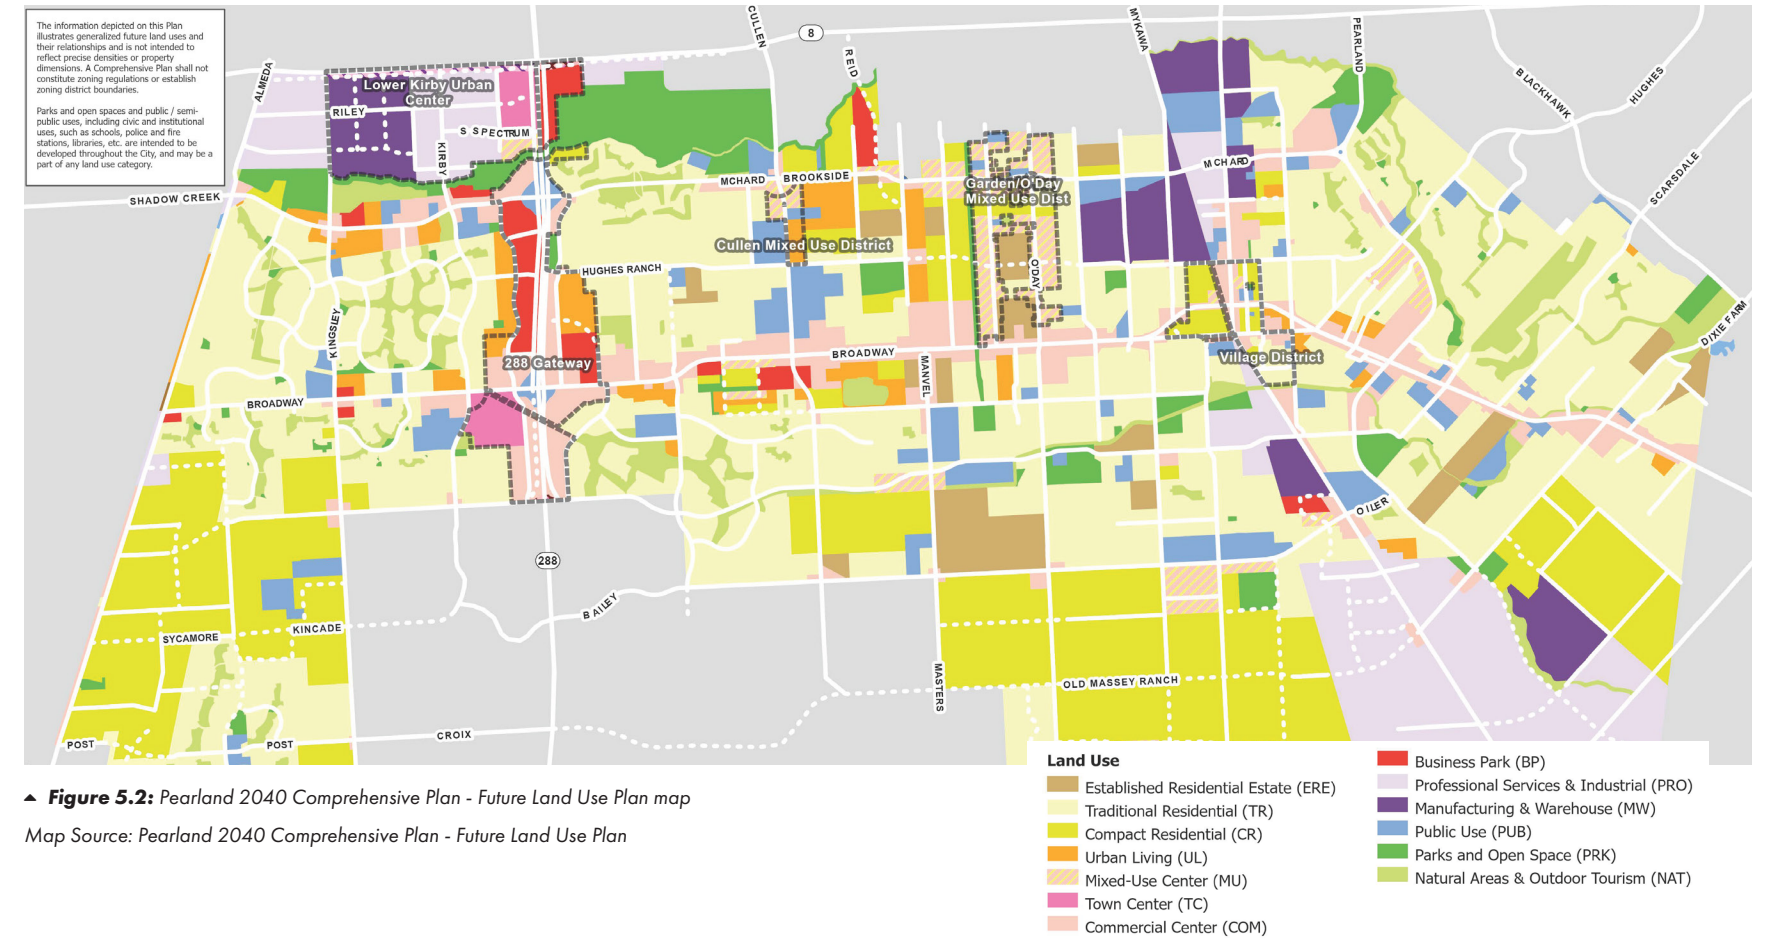 The information depicted on this Plan
illustrates generalized future land uses and
their relationships and is not intended to
reflect precise densities or property
dimensions. A Comprehensive Plan shall not
constitute zoning regulations or establish
zoning district boundaries.
Parks and open spaces and public / semi-
public uses, including civic and institutional
uses, such as schools, police and fire
stations, libraries, etc. are intended to be
developed throughout the City, and may be a
part of any land use category.
ALMEDA
CULLEN
8
REID
MYKAWA
PEARLAND
BLACKHAWK
HUGHES
SCARSDALE
Lower Kirby Urban
Center
RILEY
S SPECTRUM
KIRBY
SHADOW CREEK
MCHARD
BROOKSIDE
MCHARD
Garden/O'Day
Mixed Use Dist
Cullen Mixed Use District
HUGHES RANCH
O'DAY
KINGSLEY
DIXIE FARM
288 Gateway
BROADWAY
MANVEL
Village District
BROADWAY
OILER
288
BAILEY
SYCAMORE
KINCADE
MASTERS
OLD MASSEY RANCH
POST
POST
CROIX
Figure 5.2: Pearland 2040 Comprehensive Plan - Future Land Use Plan map
Map Source: Pearland 2040 Comprehensive Plan - Future Land Use Plan
Land Use
Established Residential Estate (ERE)
Traditional Residential (TR)
Compact Residential (CR)
Urban Living (UL)
Mixed-Use Center (MU)
Town Center (TC)
Commercial Center (COM)
Business Park (BP)
Professional Services & Industrial (PRO)
Manufacturing & Warehouse (MW)
Public Use (PUB)
Parks and Open Space (PRK)
Natural Areas & Outdoor Tourism (NAT)